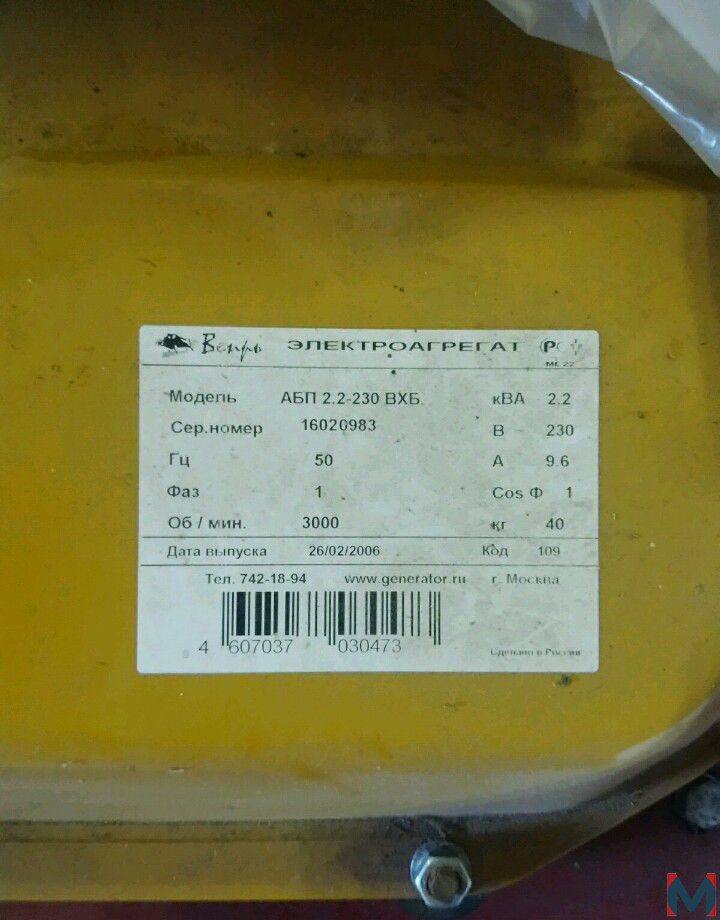 Вепрь ЭЛЕКТРОАГРЕГАТ
Модель АБП 2.2-230 ВХБ. кВА 2.2
Сер.номер 16020983 В 230
Гц 50 А 9.6
Фаз 1 Cos Ф 1
Об / мин. 3000 кг 40
Дата выпуска 26/02/2006 Код 109
Тел. 742-18-94 www.generator.ru г. Москва
4 607037 030473
Сделано в России
M